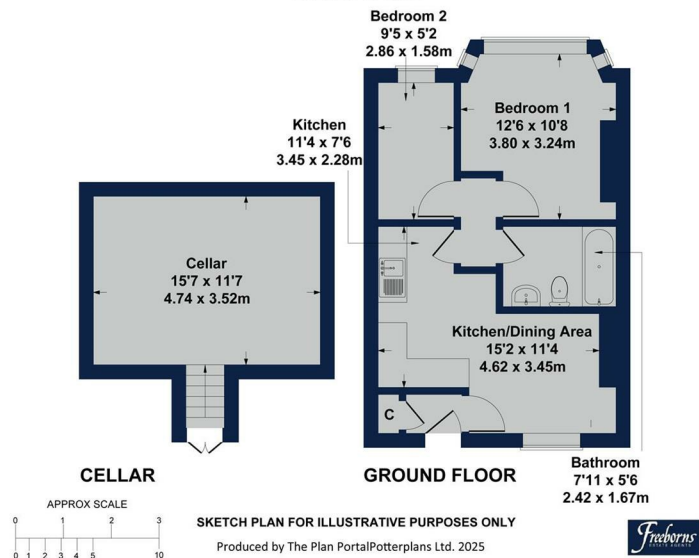 Bedroom 2
9'5 x 5'2
2.86 x 1.58m
Bedroom 1
12'6 x 10'8
3.80 x 3.24m
Kitchen
11'4 x 7'6
3.45 x 2.28m
Cellar
15'7 x 11'7
4.74 x 3.52m
Kitchen/Dining Area
15'2 x 11'4
4.62 x 3.45m
C
Bathroom
7'11 x 5'6
2.42 x 1.67m
CELLAR
GROUND FLOOR
APPROX SCALE
0 1 2 3
0 1 2 3 4 5 10
SKETCH PLAN FOR ILLUSTRATIVE PURPOSES ONLY
Produced by The Plan PortalPotterplans Ltd. 2025
Freeborns
ESTATE AGENTS